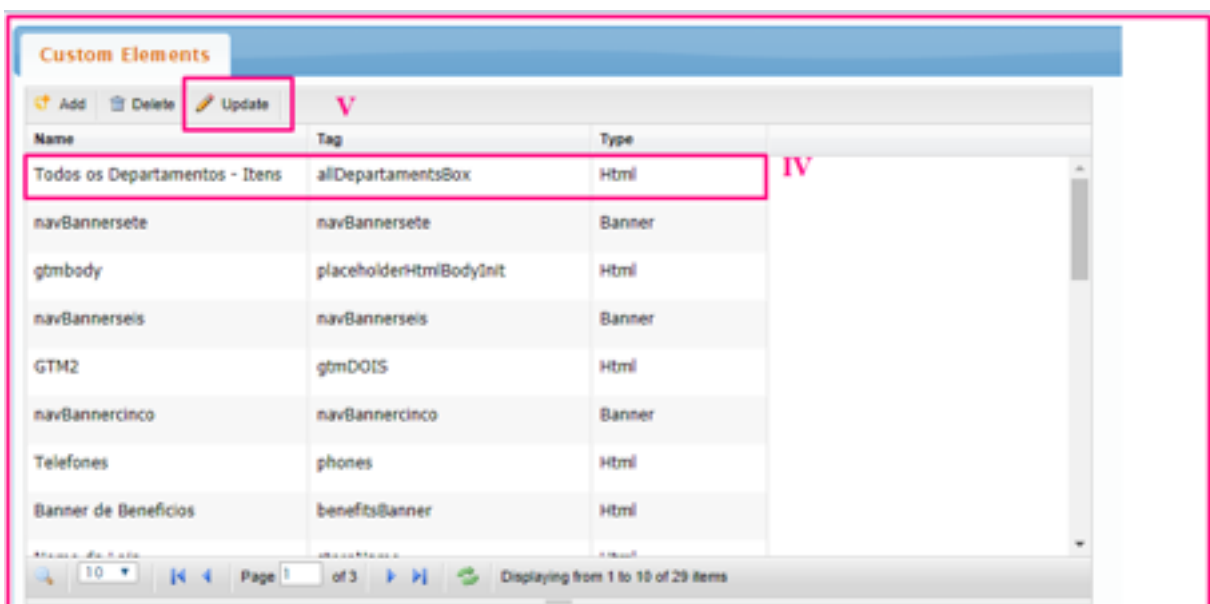 Custom Elements
Add Delete Update V
Name Tag Type
Todos os Departamentos - Itens allDepartamentsBox Html IV
navBannersete navBannersete Banner
gtmbody placeholderHtmlBodyInit Html
navBannerseis navBannerseis Banner
GTM2 gtmDOIS Html
navBannercinco navBannercinco Banner
Telefones phones Html
Banner de Beneficios benefitsBanner Html
10 Page 1 of 3 Displaying from 1 to 10 of 29 items